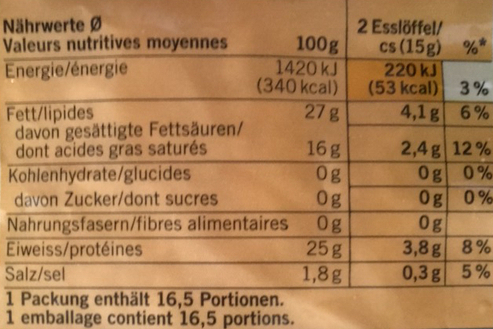 Nährwerte Ø 2 Esslöffel/
Valeurs nutritives moyennes 100g cs (15g) %*
Energie/énergie 1420 kJ 220 kJ
(340 kcal) (53 kcal) 3%
Fett/lipides 27g 4,1g 6%
davon gesättigte Fettsäuren/
dont acides gras saturés 16g 2,4g 12%
Kohlenhydrate/glucides 0g 0g 0%
davon Zucker/dont sucres 0g 0g 0%
Nahrungsfasern/fibres alimentaires 0g 0g
Eiweiss/protéines 25g 3,8g 8%
Salz/sel 1,8g 0,3g 5%
1 Packung enthält 16,5 Portionen.
1 emballage contient 16,5 portions.